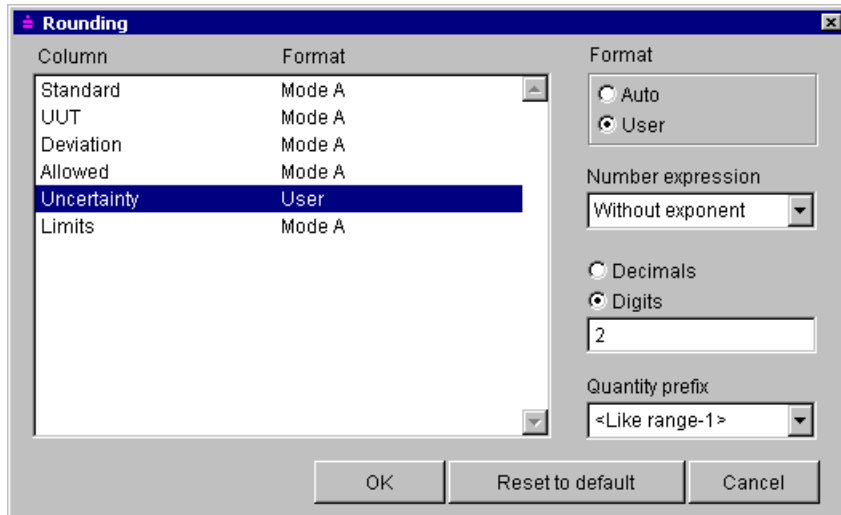 Rounding
Column Format
Standard Mode A
UUT Mode A
Deviation Mode A
Allowed Mode A
Uncertainty User
Limits Mode A
Format
Auto
User
Number expression
Without exponent
Decimals
Digits
2
Quantity prefix
<Like range-1>
OK Reset to default Cancel